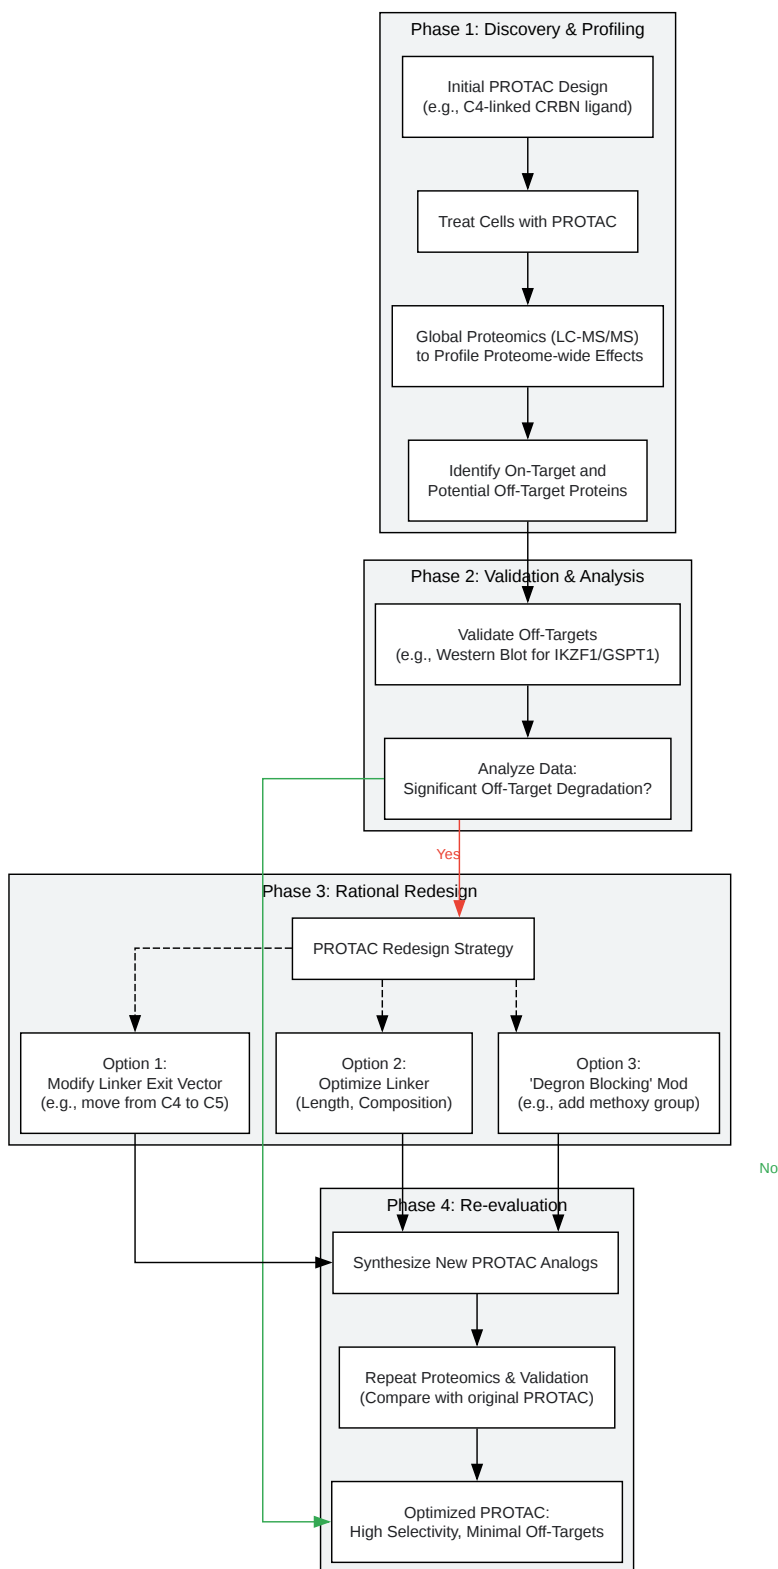 Phase 1: Discovery & Profiling
Initial PROTAC Design
(e.g., C4-linked CRBN ligand)
Treat Cells with PROTAC
Global Proteomics (LC-MS/MS)
to Profile Proteome-wide Effects
Identify On-Target and
Potential Off-Target Proteins
Phase 2: Validation & Analysis
Validate Off-Targets
(e.g., Western Blot for IKZF1/GSPT1)
Analyze Data:
Significant Off-Target Degradation?
Yes
Phase 3: Rational Redesign
PROTAC Redesign Strategy
Option 1:
Modify Linker Exit Vector
(e.g., move from C4 to C5)
Option 2:
Optimize Linker
(Length, Composition)
Option 3:
'Degron Blocking' Mod
(e.g., add methoxy group)
No
Phase 4: Re-evaluation
Synthesize New PROTAC Analogs
Repeat Proteomics & Validation
(Compare with original PROTAC)
Optimized PROTAC:
High Selectivity, Minimal Off-Targets